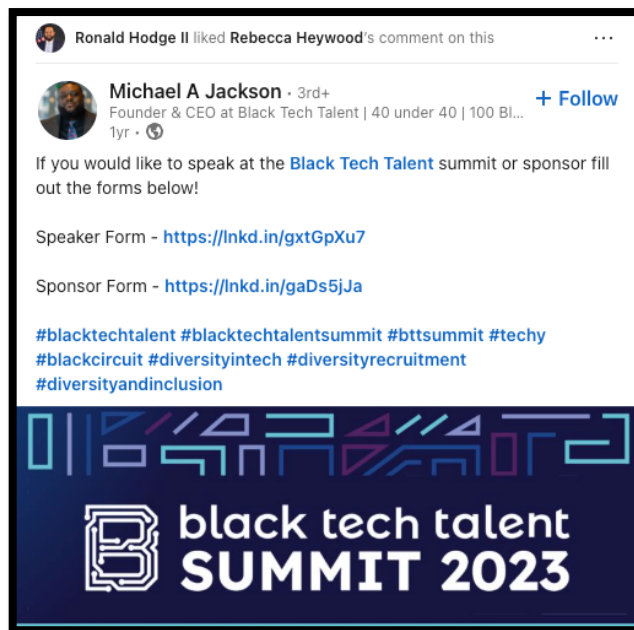 Ronald Hodge II liked Rebecca Heywood's comment on this
Michael A Jackson • 3rd+
+ Follow
Founder & CEO at Black Tech Talent | 40 under 40 | 100 Bl...
1yr •
If you would like to speak at the Black Tech Talent summit or sponsor fill
out the forms below!
Speaker Form - https://lnkd.in/gxtGpXu7
Sponsor Form - https://lnkd.in/gaDs5jJa
#blacktechtalent #blacktechtalentsummit #bttsummit #techy
#blackcircuit #diversityintech #diversityrecruitment
#diversityandinclusion
B black tech talent
SUMMIT 2023